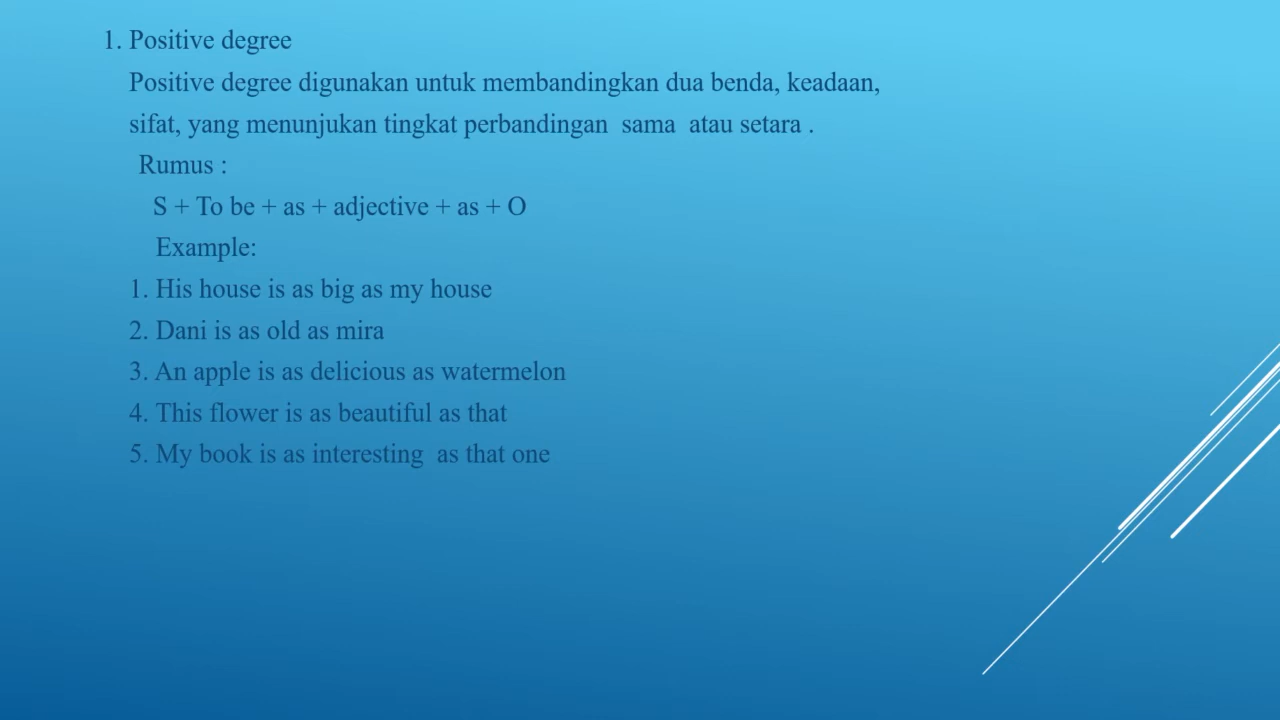 1. Positive degree
Positive degree digunakan untuk membandingkan dua benda, keadaan,
sifat, yang menunjukan tingkat perbandingan  sama  atau setara .
Rumus :
S + To be + as + adjective + as + O
Example:
1. His house is as big as my house
2. Dani is as old as mira
3. An apple is as delicious as watermelon
4. This flower is as beautiful as that
5. My book is as interesting  as that one